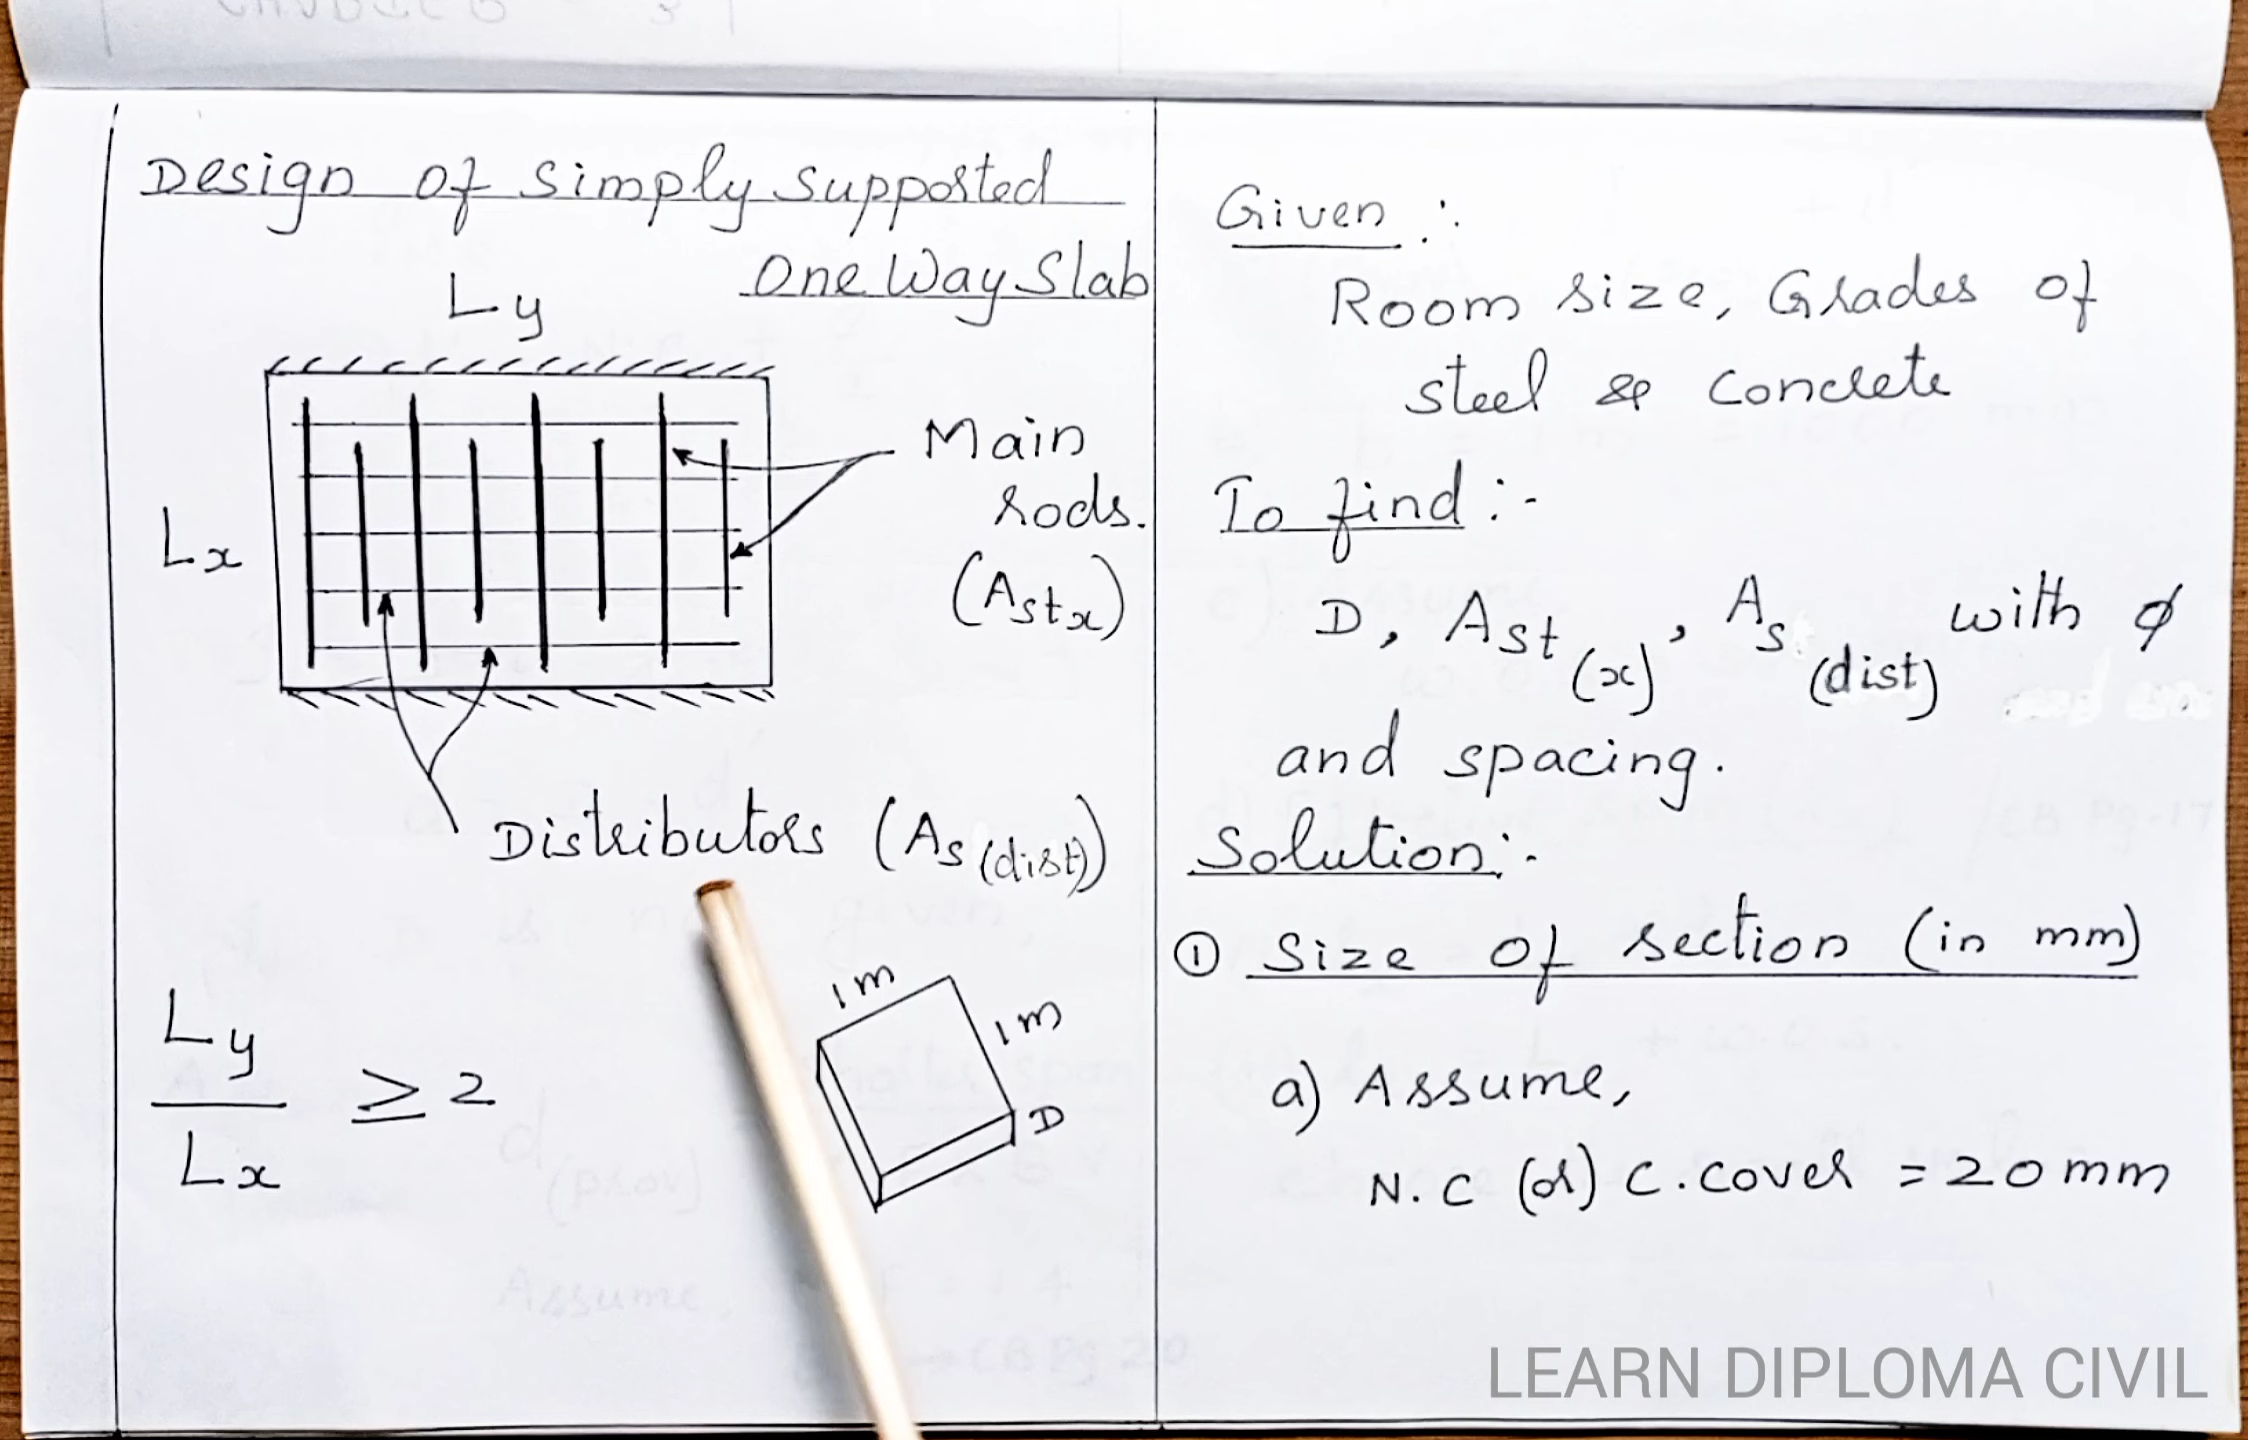 Design of Simply Supported
One Way Slab
Ly
Lx
Main
rods.
(Astx)
Distributors (As(dist))
Ly
Lx
≥ 2
1m
1m
D
Given :
Room size, Grades of
steel & Concrete
To find :-
D, Ast(x), As(dist) with ϕ
and spacing.
Solution:-
① Size of section (in mm)
a) Assume,
N.C (or) C.cover = 20mm
LEARN DIPLOMA CIVIL